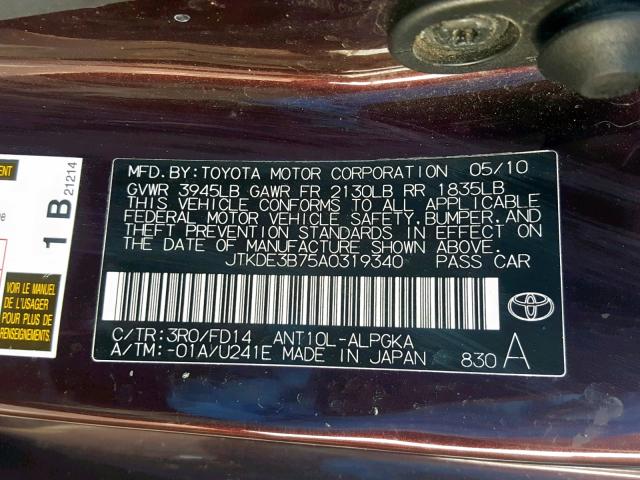 MFD.BY:TOYOTA MOTOR CORPORATION 05/10
GVWR 3945LB GAWR FR 2130LB RR 1835LB
THIS VEHICLE CONFORMS TO ALL APPLICABLE
FEDERAL MOTOR VEHICLE SAFETY,BUMPER,AND
THEFT PREVENTION STANDARDS IN EFFECT ON
THE DATE OF MANUFACTURE SHOWN ABOVE.
JTKDE3B75A0319340 PASS CAR
C/TR:3R0/FD14 ANT10L-ALPGKA
A/TM:-01A/U241E MADE IN JAPAN 830 A
1 B 21214
VOIR LE
MANUEL DE
L'USAGER
POUR PLUS DE
RENSEIGNEMENTS